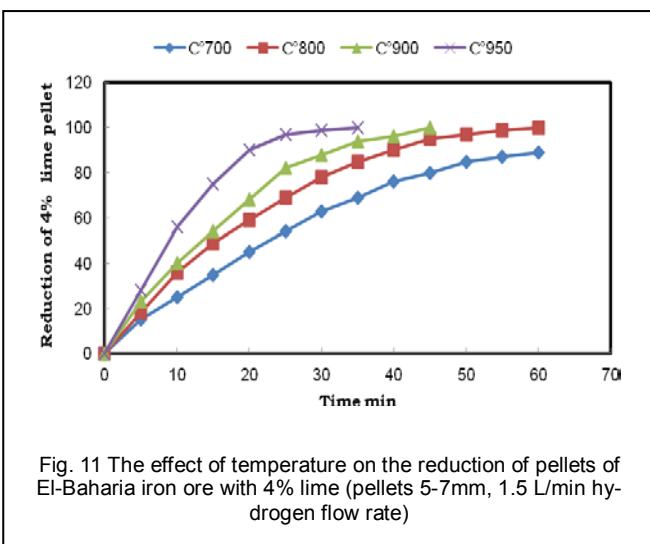 C°700 C°800 C°900 C°950
120
100
80
60
40
20
0
Reduction of 4% lime pellet
0 10 20 30 40 50 60 70
Time min
Fig. 11 The effect of temperature on the reduction of pellets of
El-Baharia iron ore with 4% lime (pellets 5-7mm, 1.5 L/min hy-
drogen flow rate)